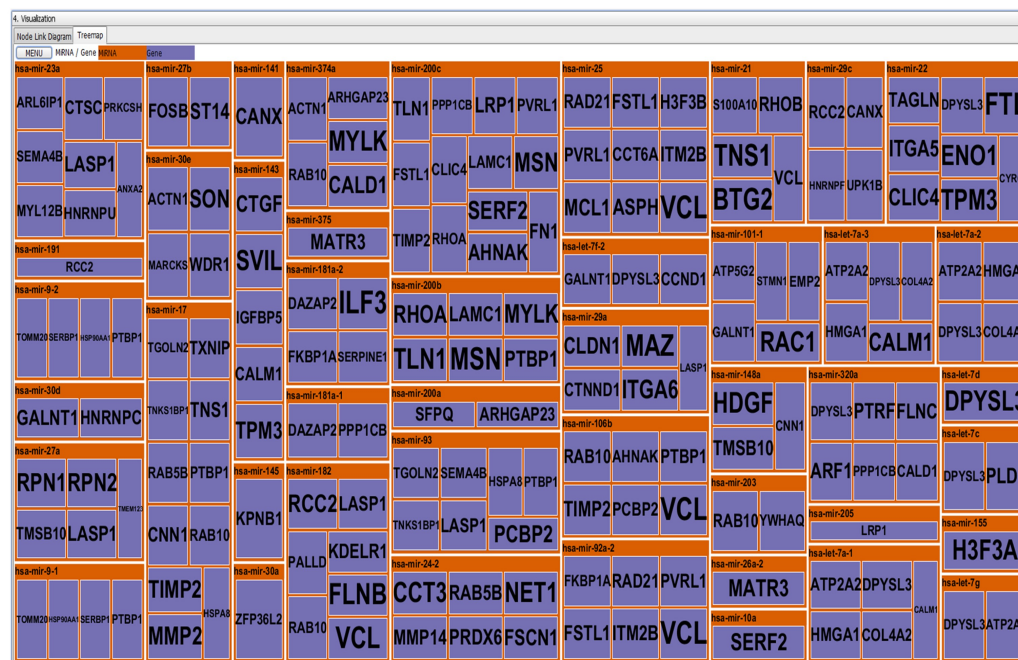 4. Visualization
Node Link Diagram Treemap
MENU MiRNA / Gene MiRNA Gene
hsa-mir-23a
ARL6IP1 CTSC PRKCSH
SEMA4B LASP1 ANXA2
MYL12B HNRNPU
hsa-mir-191
RCC2
hsa-mir-9-2
TOMM20 SERBP1 HSP90AA1 PTBP1
hsa-mir-30d
GALNT1 HNRNPC
hsa-mir-27a
RPN1 RPN2 TMEM123
TMSB10 LASP1
hsa-mir-9-1
TOMM20 HSP90AA1 SERBP1 PTBP1
hsa-mir-27b
FOSB ST14
hsa-mir-30e
ACTN1 SON
MARCKS WDR1
hsa-mir-17
TGOLN2 TXNIP
TNKS1BP1 TNS1
RAB5B PTBP1
CNN1 RAB10
TIMP2 HSPA8
MMP2
hsa-mir-141
CANX
hsa-mir-143
CTGF
SVIL
IGFBP5
CALM1
TPM3
hsa-mir-145
KPNB1
hsa-mir-30a
ZFP36L2
hsa-mir-374a
ACTN1 ARHGAP23
MYLK
RAB10 CALD1
hsa-mir-375
MATR3
hsa-mir-181a-2
DAZAP2 ILF3
FKBP1A SERPINE1
hsa-mir-181a-1
DAZAP2 PPP1CB
hsa-mir-182
RCC2 LASP1
PALLD KDELR1
FLNB
RAB10 VCL
hsa-mir-200c
TLN1 PPP1CB LRP1 PVRL1
FSTL1 CLIC4 LAMC1 MSN
SERF2 FN1
TIMP2 RHOA AHNAK
hsa-mir-200b
RHOA LAMC1 MYLK
TLN1 MSN PTBP1
hsa-mir-200a
SFPQ ARHGAP23
hsa-mir-93
TGOLN2 SEMA4B HSPA8 PTBP1
TNKS1BP1 LASP1 PCBP2
hsa-mir-24-2
CCT3 RAB5B NET1
MMP14 PRDX6 FSCN1
hsa-mir-25
RAD21 FSTL1 H3F3B
PVRL1 CCT6A ITM2B
MCL1 ASPH VCL
hsa-let-7f-2
GALNT1 DPYSL3 CCND1
hsa-mir-29a
CLDN1 MAZ LASP1
CTNND1 ITGA6
hsa-mir-106b
RAB10 AHNAK PTBP1
TIMP2 PCBP2 VCL
hsa-mir-92a-2
FKBP1A RAD21 PVRL1
FSTL1 ITM2B VCL
hsa-mir-21
S100A10 RHOB
TNS1 VCL
BTG2
hsa-mir-29c
RCC2 CANX
HNRNPF UPK1B
hsa-mir-22
TAGLN DPYSL3 FTI
ITGA5 ENO1 CYR
CLIC4 TPM3
hsa-mir-101-1
ATP5G2 STMN1 EMP2
GALNT1 RAC1
hsa-let-7a-3
ATP2A2 DPYSL3 COL4A2
HMGA1 CALM1
hsa-let-7a-2
ATP2A2 HMGA
DPYSL3 COL4A
hsa-mir-148a
HDGF CNN1
TMSB10
hsa-mir-203
RAB10 YWHAQ
hsa-mir-26a-2
MATR3
hsa-mir-10a
SERF2
hsa-mir-320a
DPYSL3 PTRF FLNC
ARF1 PPP1CB CALD1
hsa-mir-205
LRP1
hsa-let-7a-1
ATP2A2 DPYSL3 CALM1
HMGA1 COL4A2
hsa-let-7d
DPYSL3
hsa-let-7c
DPYSL3 PLD
hsa-mir-155
H3F3A
hsa-let-7g
DPYSL3 ATP2A